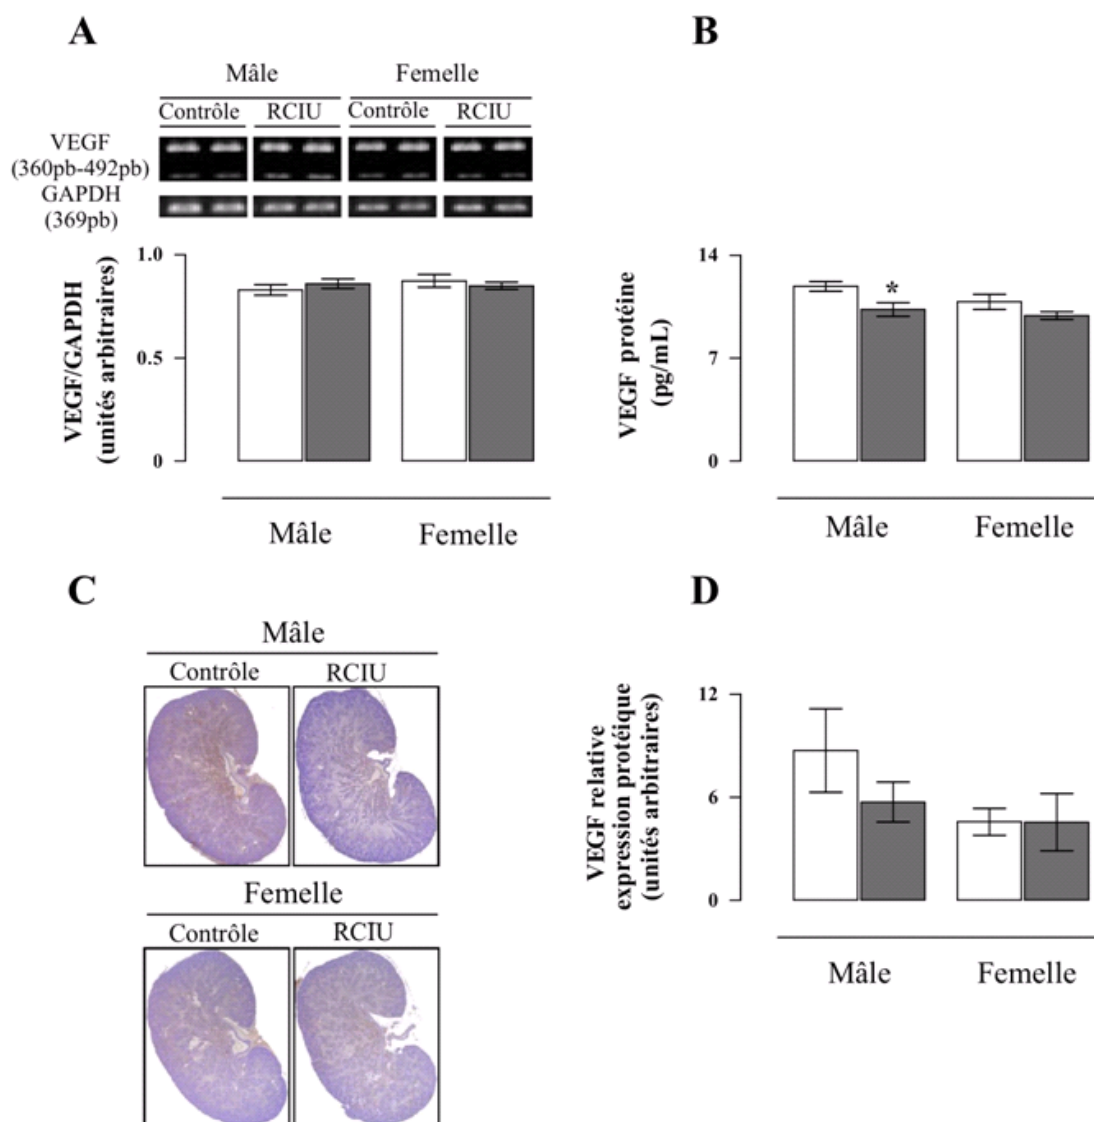 A
Mâle
Femelle
Contrôle
RCIU
Contrôle
RCIU
VEGF
(360pb-492pb)
GAPDH
(369pb)
VEGF/GAPDH
(unités arbitraires)
1.0
0.5
0
Mâle
Femelle
B
VEGF protéine
(pg/mL)
14
7
0
*
Mâle
Femelle
C
Mâle
Contrôle
RCIU
Femelle
Contrôle
RCIU
D
VEGF relative
expression protéique
(unités arbitraires)
12
6
0
Mâle
Femelle